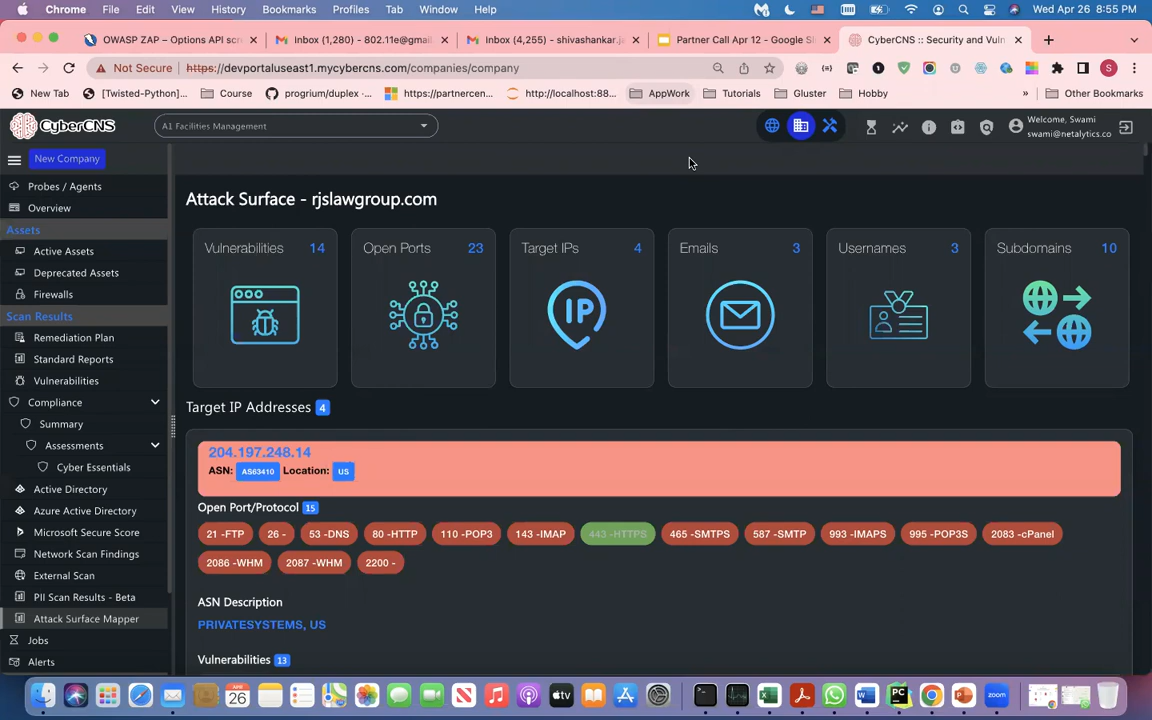 Chrome File Edit View History Bookmarks Profiles Tab Window Help Wed Apr 26 8:55 PM
OWASP ZAP – Options API scr Inbox (1,280) - 802.11e@gmail Inbox (4,255) - shivashankar.j Partner Call Apr 12 - Google Sl CyberCNS :: Security and Vuln
Not Secure https://devportaluseast1.mycybercns.com/companies/company
New Tab [Twisted-Python]... Course progrium/duplex ·... https://partnercen... http://localhost:88... AppWork Tutorials Gluster Hobby » Other Bookmarks
CyberCNS A1 Facilities Management Welcome, Swami
swami@netalytics.co
New Company
Probes / Agents
Overview
Assets
Active Assets
Deprecated Assets
Firewalls
Scan Results
Remediation Plan
Standard Reports
Vulnerabilities
Compliance
Summary
Assessments
Cyber Essentials
Active Directory
Azure Active Directory
Microsoft Secure Score
Network Scan Findings
External Scan
PII Scan Results - Beta
Attack Surface Mapper
Jobs
Alerts
Attack Surface - rjslawgroup.com
Vulnerabilities 14 Open Ports 23 Target IPs 4 Emails 3 Usernames 3 Subdomains 10
IP
Target IP Addresses 4
204.197.248.14
ASN: AS63410 Location: US
Open Port/Protocol 15
21 -FTP 26 - 53 -DNS 80 -HTTP 110 -POP3 143 -IMAP 443 -HTTPS 465 -SMTPS 587 -SMTP 993 -IMAPS 995 -POP3S 2083 -cPanel
2086 -WHM 2087 -WHM 2200 -
ASN Description
PRIVATESYSTEMS, US
Vulnerabilities 13